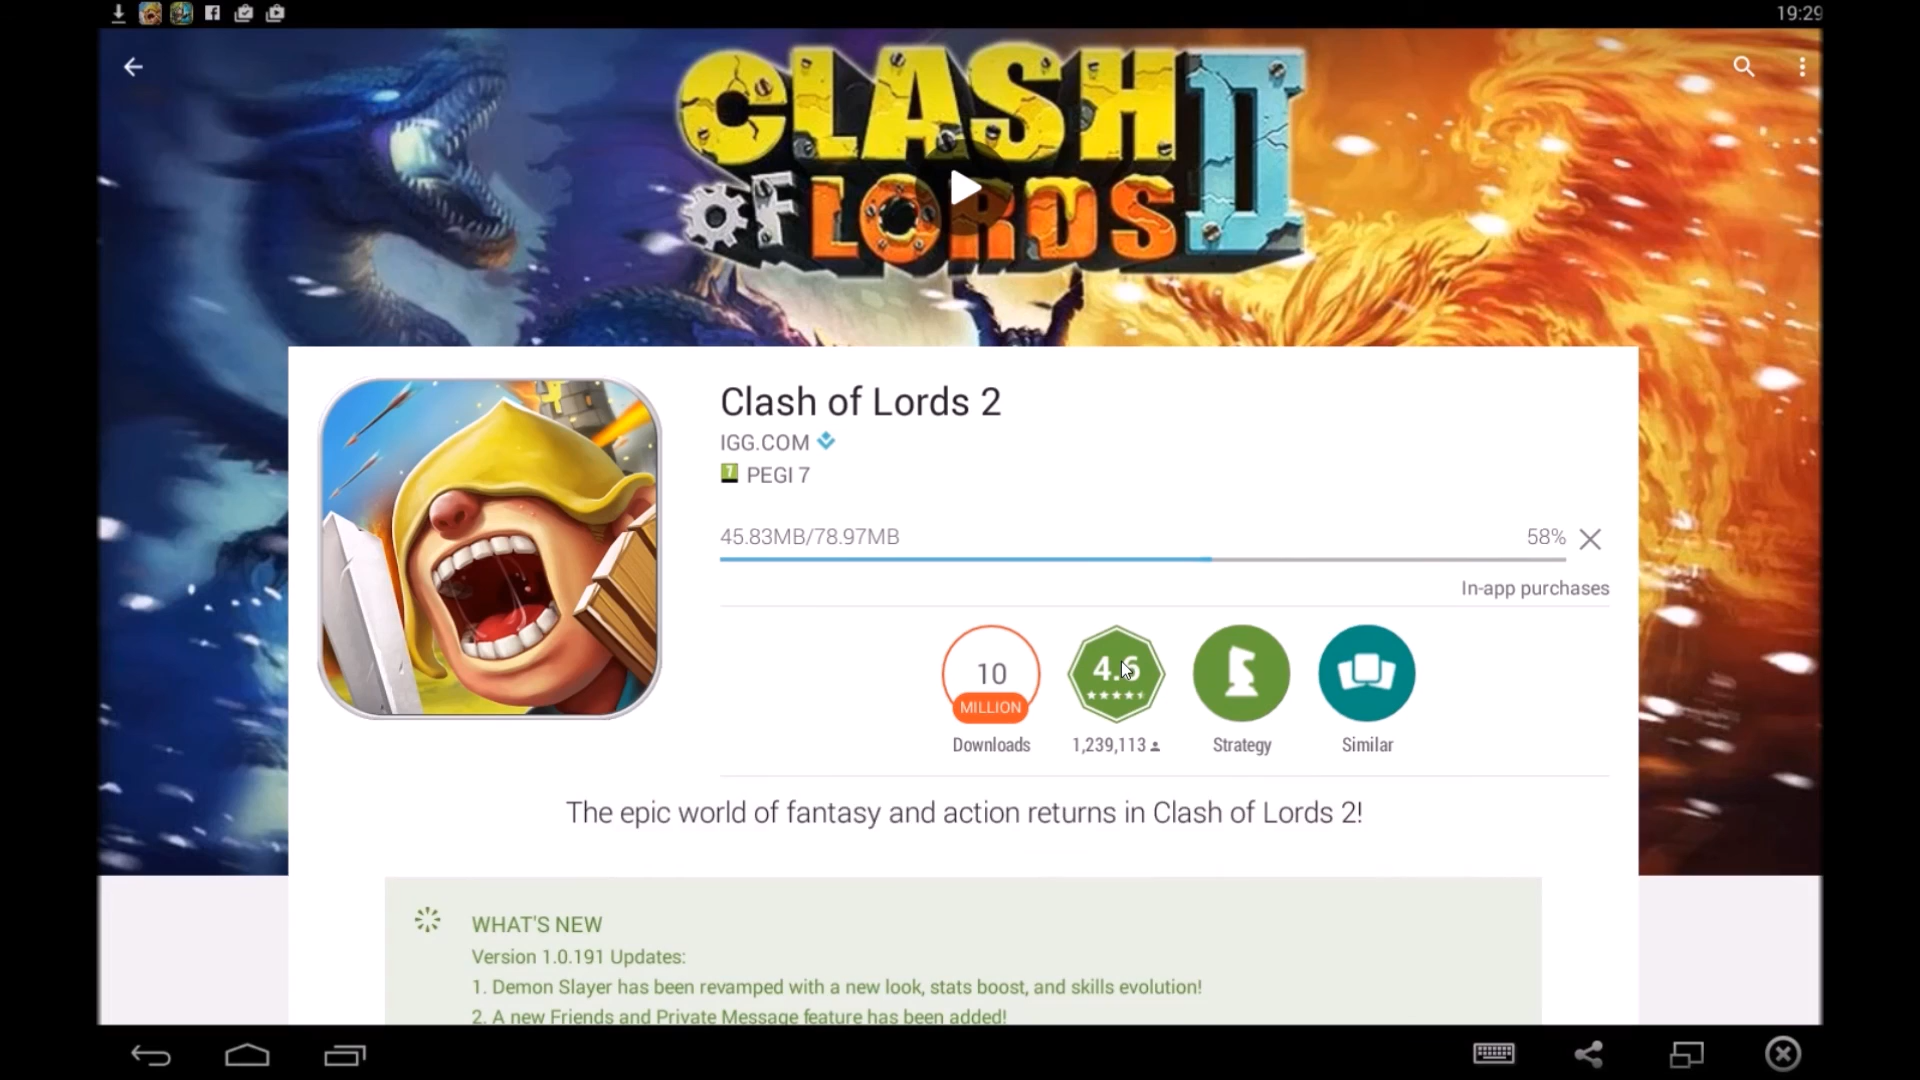 19:29
CLASH II
OF LORDS
Clash of Lords 2
IGG.COM
7 PEGI 7
45.83MB/78.97MB 58%
In-app purchases
10 4.6
MILLION
Downloads 1,239,113 Strategy Similar
The epic world of fantasy and action returns in Clash of Lords 2!
WHAT'S NEW
Version 1.0.191 Updates:
1. Demon Slayer has been revamped with a new look, stats boost, and skills evolution!
2. A new Friends and Private Message feature has been added!